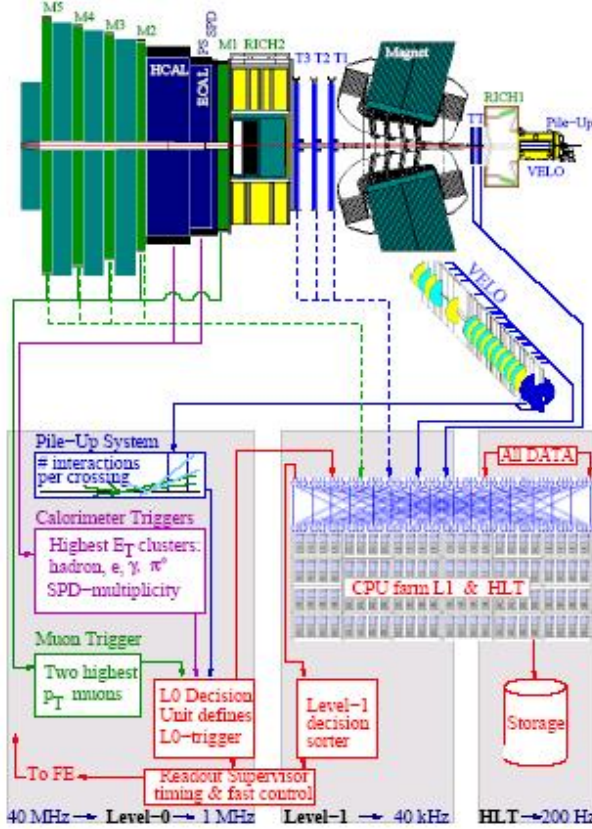 M5
M4
M3
M2
HCAL
PS
SPD
ECAL
M1
RICH2
T3
T2
T1
Magnet
TT
RICH1
Pile-Up
VELO
VELO
Pile-Up System
# interactions
per crossing
Calorimeter Triggers
Highest ET clusters:
hadron, e, γ, π°
SPD-multiplicity
Muon Trigger
Two highest
pT muons
L0 Decision
Unit defines
L0-trigger
Level-1
decision
sorter
All DATA
CPU farm L1 & HLT
Storage
To FE
Readout Supervisor
timing & fast control
40 MHz → Level-0 → 1 MHz
Level-1 → 40 kHz
HLT → 200 Hz